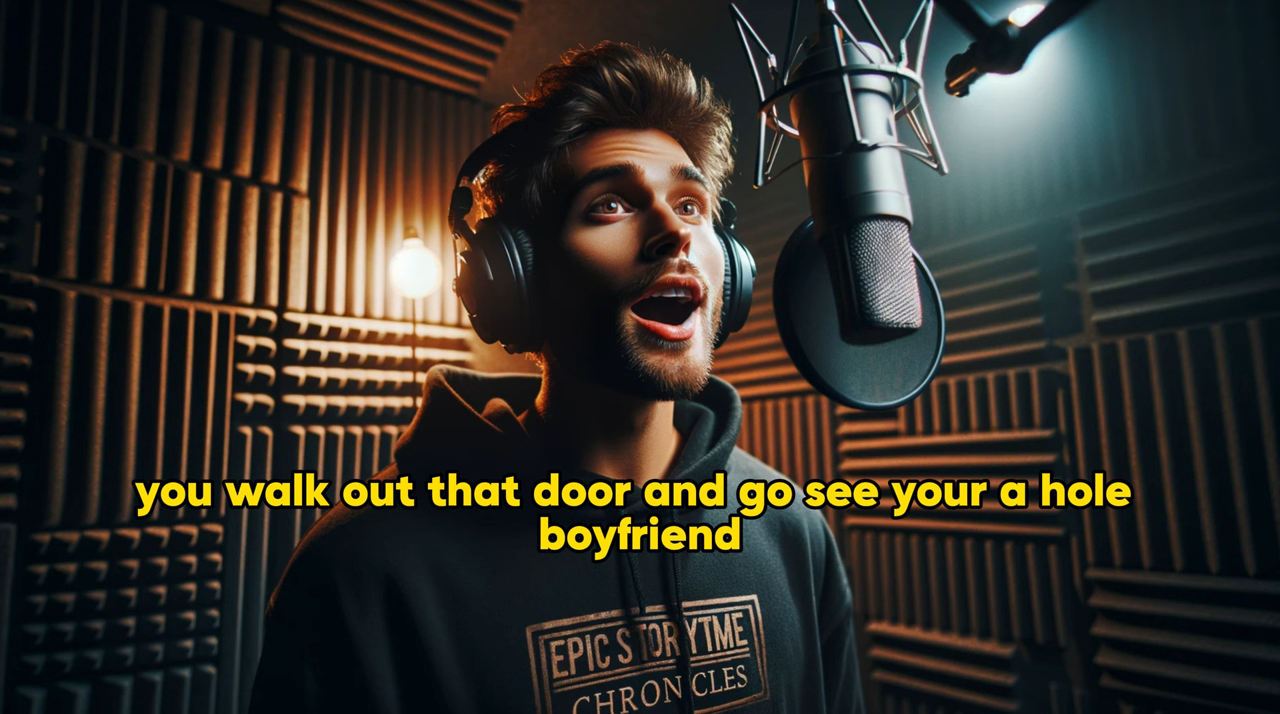 you walk out that door and go see your a hole
boyfriend
EPIC STORYTME
CHRONCLES